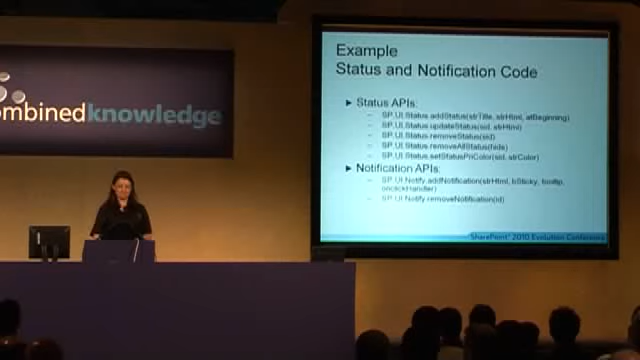 ombinedknowledge
Example
Status and Notification Code
► Status APIs:
– SP.UI.Status.addStatus(strTitle, strHtml, atBeginning)
– SP.UI.Status.updateStatus(sid, strHtml)
– SP.UI.Status.removeStatus(sid)
– SP.UI.Status.removeAllStatus(hide)
– SP.UI.Status.setStatusPriColor(sid, strColor)
► Notification APIs:
– SP.UI.Notify.addNotification(strHtml, bSticky, tooltip,
onclickHandler)
– SP.UI.Notify.removeNotification(id)
SharePoint® 2010 Evolution Conference